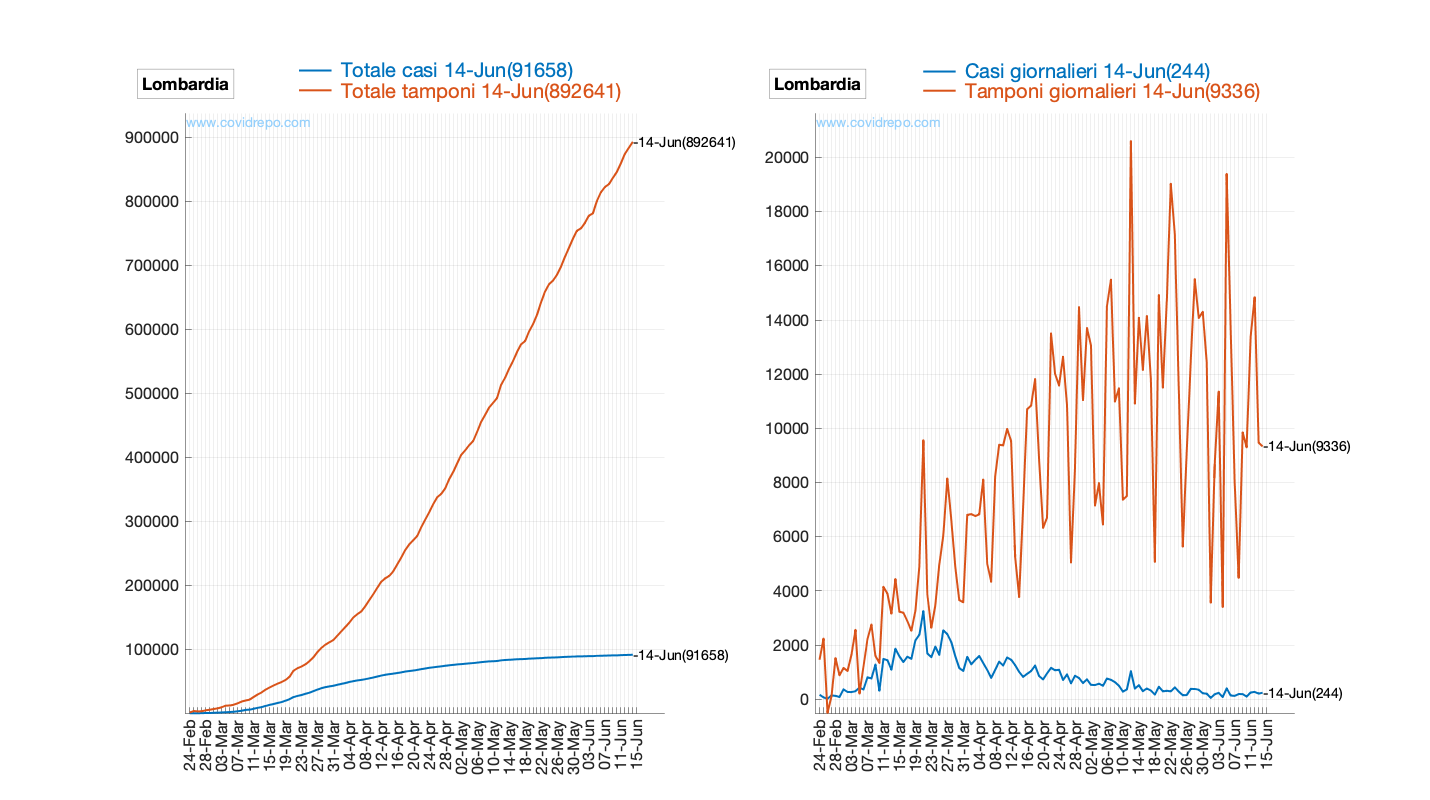 Lombardia
Totale casi 14-Jun(91658)
Totale tamponi 14-Jun(892641)
www.covidrepo.com
900000
800000
700000
600000
500000
400000
300000
200000
100000
14-Jun(892641)
14-Jun(91658)
24-Feb
28-Feb
03-Mar
07-Mar
11-Mar
15-Mar
19-Mar
23-Mar
27-Mar
31-Mar
04-Apr
08-Apr
12-Apr
16-Apr
20-Apr
24-Apr
28-Apr
02-May
06-May
10-May
14-May
18-May
22-May
26-May
30-May
03-Jun
07-Jun
11-Jun
15-Jun
Lombardia
Casi giornalieri 14-Jun(244)
Tamponi giornalieri 14-Jun(9336)
www.covidrepo.com
20000
18000
16000
14000
12000
10000
8000
6000
4000
2000
0
14-Jun(9336)
14-Jun(244)
24-Feb
28-Feb
03-Mar
07-Mar
11-Mar
15-Mar
19-Mar
23-Mar
27-Mar
31-Mar
04-Apr
08-Apr
12-Apr
16-Apr
20-Apr
24-Apr
28-Apr
02-May
06-May
10-May
14-May
18-May
22-May
26-May
30-May
03-Jun
07-Jun
11-Jun
15-Jun